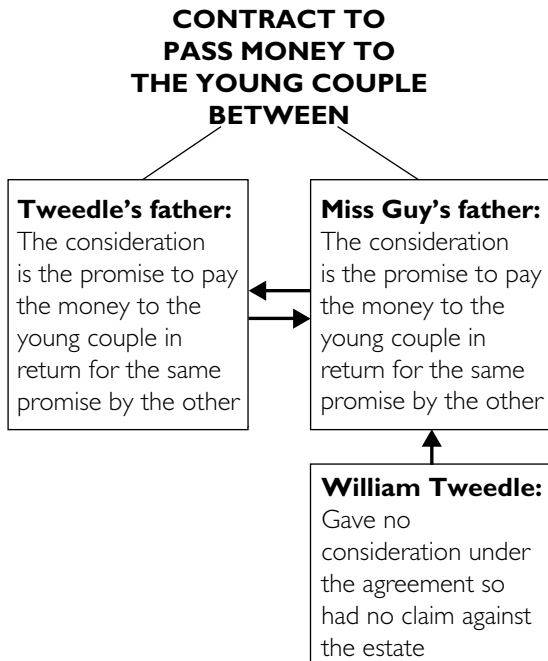 CONTRACT TO
PASS MONEY TO
THE YOUNG COUPLE
BETWEEN
Tweedle's father:
The consideration
is the promise to pay
the money to the
young couple in
return for the same
promise by the other
Miss Guy's father:
The consideration
is the promise to pay
the money to the
young couple in
return for the same
promise by the other
William Tweedle:
Gave no
consideration under
the agreement so
had no claim against
the estate